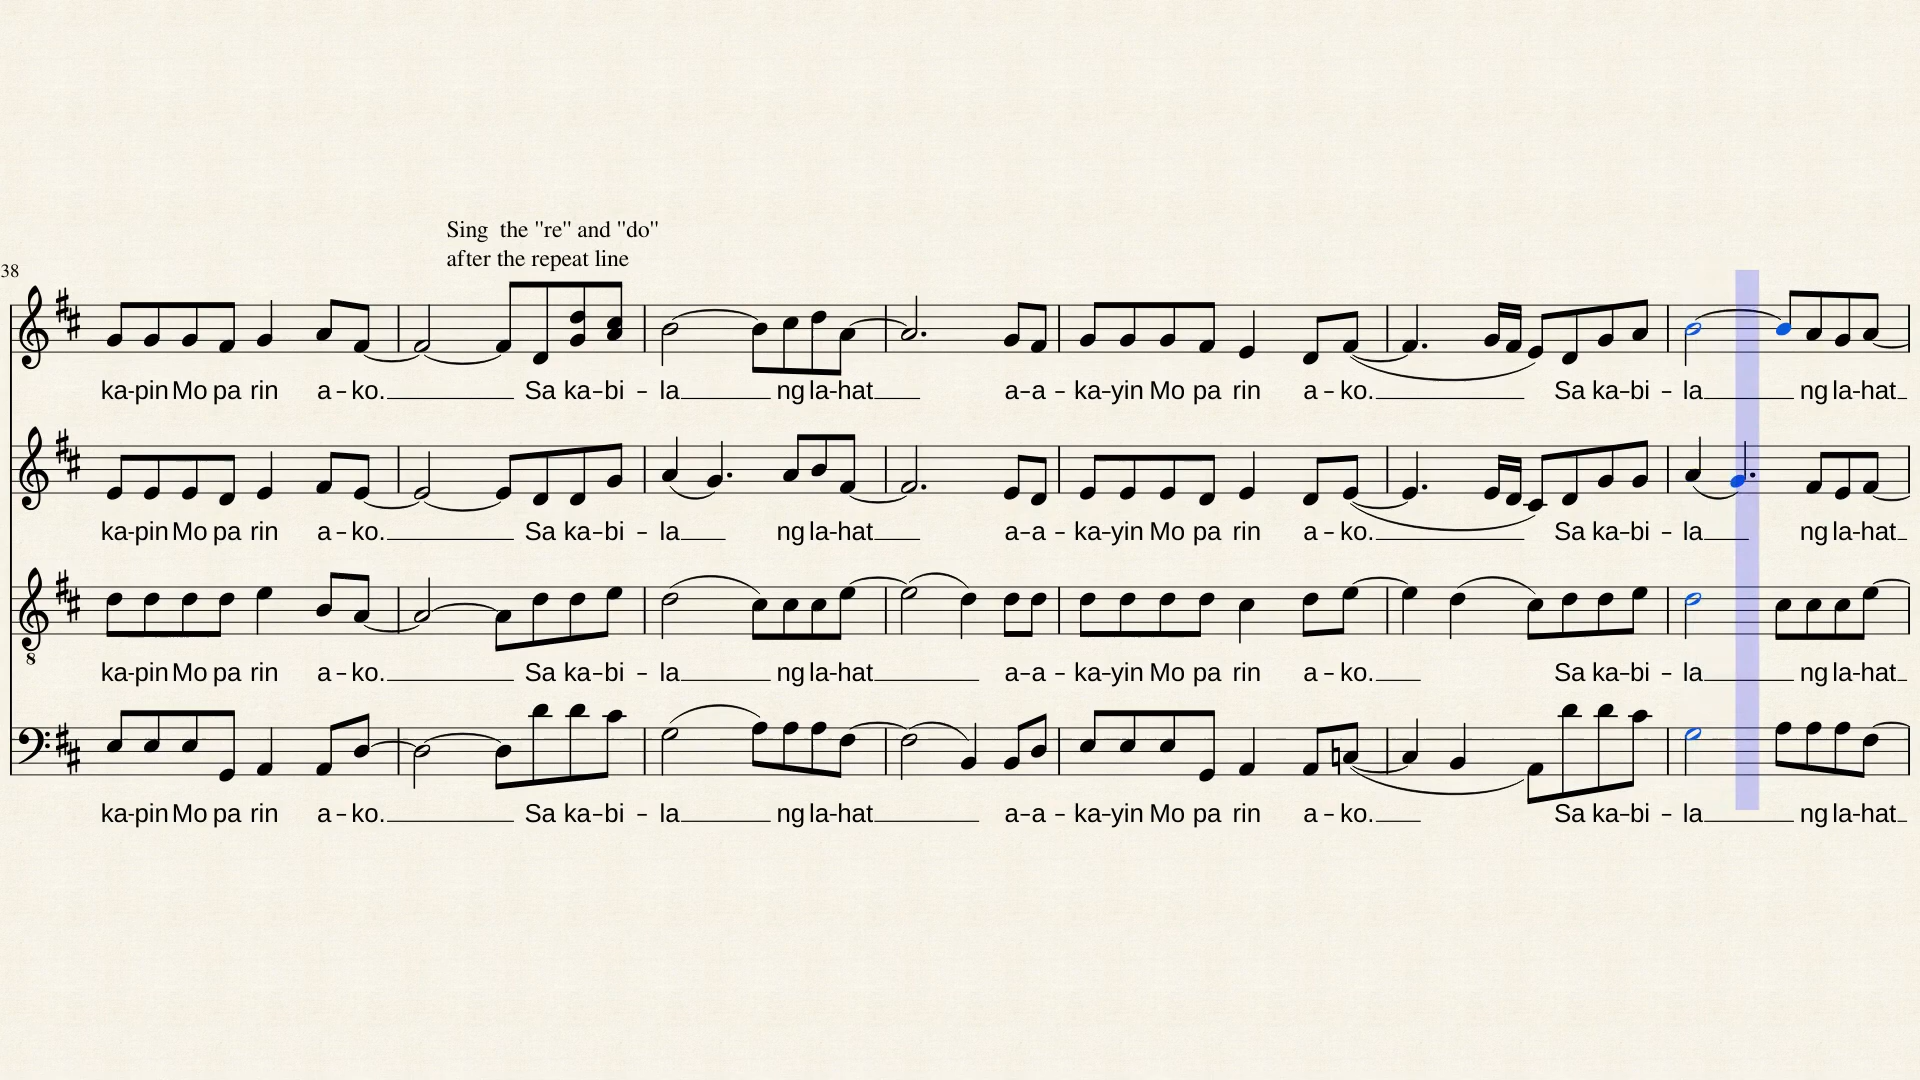 Sing the "re" and "do"
after the repeat line
38
ka-pin Mo pa rin a-ko. Sa ka-bi-la ng la-hat a-a-ka-yin Mo pa rin a-ko. Sa ka-bi-la ng la-hat
ka-pin Mo pa rin a-ko. Sa ka-bi-la ng la-hat a-a-ka-yin Mo pa rin a-ko. Sa ka-bi-la ng la-hat
8
ka-pin Mo pa rin a-ko. Sa ka-bi-la ng la-hat a-a-ka-yin Mo pa rin a-ko. Sa ka-bi-la ng la-hat
ka-pin Mo pa rin a-ko. Sa ka-bi-la ng la-hat a-a-ka-yin Mo pa rin a-ko. Sa ka-bi-la ng la-hat